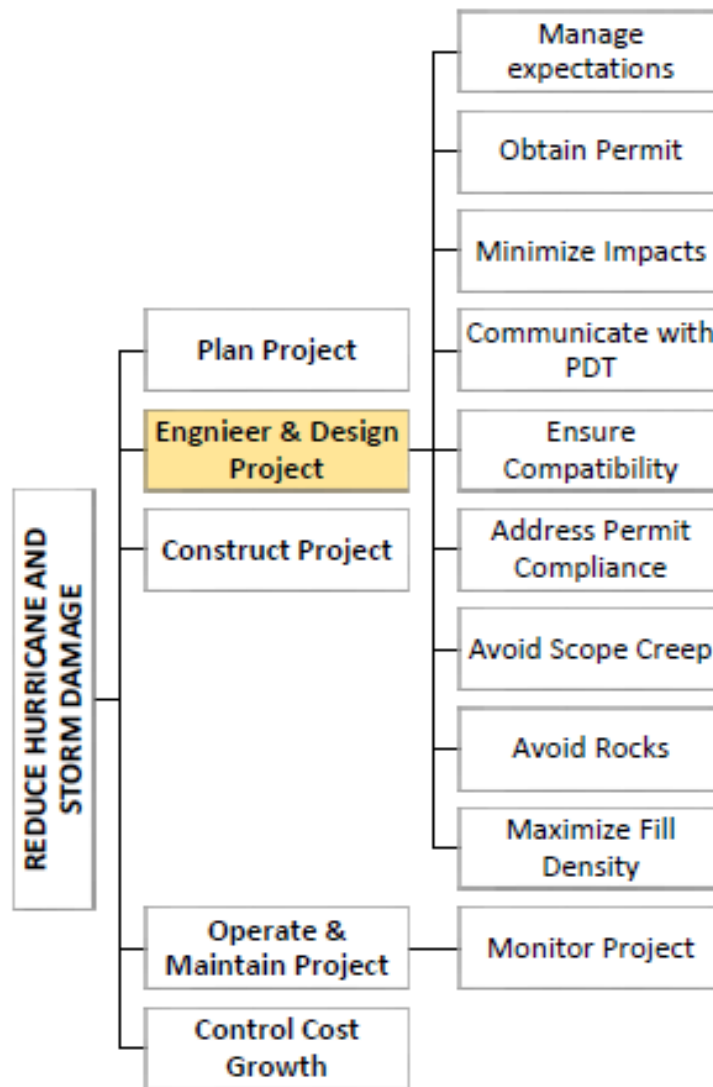 Manage
expectations
Obtain Permit
Minimize Impacts
Plan Project
Communicate with
PDT
Engnieer & Design
Project
Ensure
Compatibility
REDUCE HURRICANE AND
STORM DAMAGE
Construct Project
Address Permit
Compliance
Avoid Scope Creep
Avoid Rocks
Maximize Fill
Density
Operate &
Maintain Project
Monitor Project
Control Cost
Growth